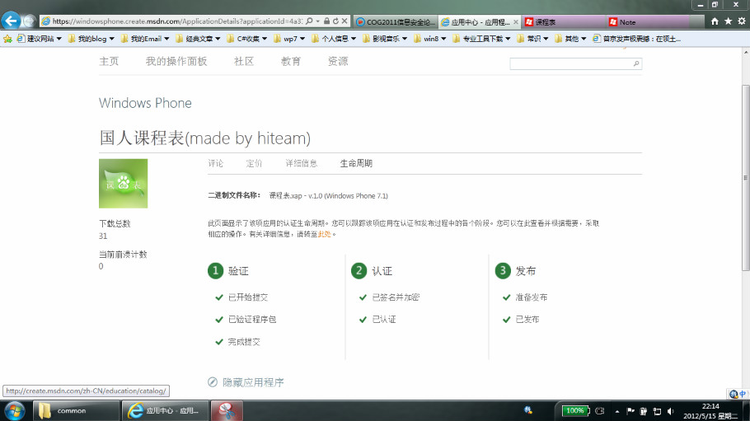 https://windowsphone.create.msdn.com/ApplicationDetails?applicationId=4a3
COG2011信息安全论...
应用中心 - 应用程...
课程表
Note
建议网站
我的blog
我的Email
经典文章
C#收集
wp7
个人信息
影视音乐
win8
专业工具下载
常识
其他
主页
我的操作面板
社区
教育
资源
Windows Phone
国人课程表(made by hiteam)
评论
定价
详细信息
生命周期
二进制文件名称:
课程表.xap - v.1.0 (Windows Phone 7.1)
下载总数
31
当前崩溃计数
0
此页面显示了该项应用的认证生命周期。您可以跟踪该项应用在认证和发布过程中的各个阶段。您可以在此查看并根据需要，采取
相应的操作。有关详细信息，请转至此处。
1 验证
已开始提交
已验证程序包
完成提交
2 认证
已签名并加密
已认证
3 发布
准备发布
已发布
隐藏应用程序
http://create.msdn.com/zh-CN/education/catalog/
common
应用中心 - 应用...
100%
22:14
2012/5/15 星期二